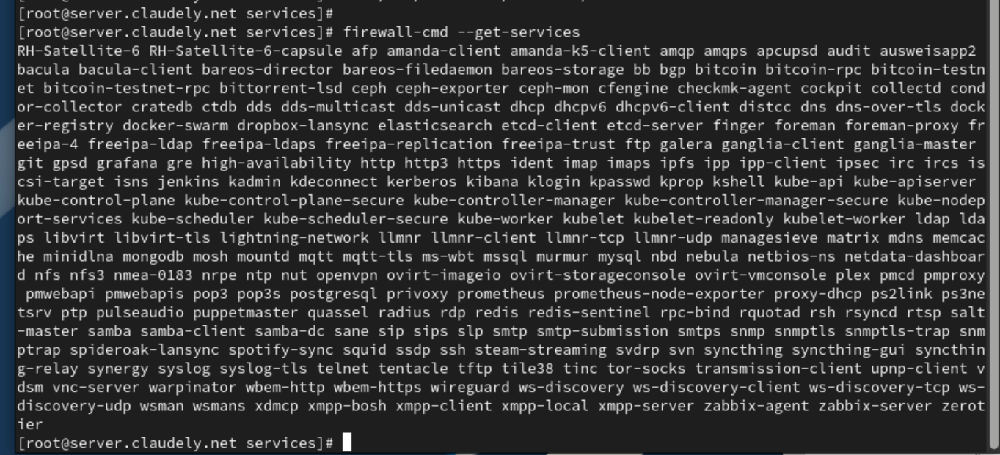 [root@server.claudely.net services]#
[root@server.claudely.net services]# firewall-cmd --get-services
RH-Satellite-6 RH-Satellite-6-capsule afp amanda-client amanda-k5-client amqp amqps apcupsd audit ausweisapp2
bacula bacula-client bareos-director bareos-filedaemon bareos-storage bb bgp bitcoin bitcoin-rpc bitcoin-testn
et bitcoin-testnet-rpc bittorrent-lsd ceph ceph-exporter ceph-mon cfengine checkmk-agent cockpit collectd cond
or-collector cratedb ctdb dds dds-multicast dds-unicast dhcp dhcpv6 dhcpv6-client distcc dns dns-over-tls dock
er-registry docker-swarm dropbox-lansync elasticsearch etcd-client etcd-server finger foreman foreman-proxy fr
eeipa-4 freeipa-ldap freeipa-ldaps freeipa-replication freeipa-trust ftp galera ganglia-client ganglia-master
git gpsd grafana gre high-availability http http3 https ident imap imaps ipfs ipp ipp-client ipsec irc ircs is
csi-target isns jenkins kadmin kdeconnect kerberos kibana klogin kpasswd kprop kshell kube-api kube-apiserver
kube-control-plane kube-control-plane-secure kube-controller-manager kube-controller-manager-secure kube-nodep
ort-services kube-scheduler kube-scheduler-secure kube-worker kubelet kubelet-readonly kubelet-worker ldap lda
ps libvirt libvirt-tls lightning-network llmnr llmnr-client llmnr-tcp llmnr-udp managesieve matrix mdns memcac
he minidlna mongodb mosh mountd mqtt mqtt-tls ms-wbt mssql murmur mysql nbd nebula netbios-ns netdata-dashboar
d nfs nfs3 nmea-0183 nrpe ntp nut openvpn ovirt-imageio ovirt-storageconsole ovirt-vmconsole plex pmcd pmproxy
 pmwebapi pmwebapis pop3 pop3s postgresql privoxy prometheus prometheus-node-exporter proxy-dhcp ps2link ps3ne
tsrv ptp pulseaudio puppetmaster quassel radius rdp redis redis-sentinel rpc-bind rquotad rsh rsyncd rtsp salt
-master samba samba-client samba-dc sane sip sips slp smtp smtp-submission smtps snmp snmptls snmptls-trap snm
ptrap spideroak-lansync spotify-sync squid ssdp ssh steam-streaming svdrp svn syncthing syncthing-gui syncthin
g-relay synergy syslog syslog-tls telnet tentacle tftp tile38 tinc tor-socks transmission-client upnp-client v
dsm vnc-server warpinator wbem-http wbem-https wireguard ws-discovery ws-discovery-client ws-discovery-tcp ws-
discovery-udp wsman wsmans xdmcp xmpp-bosh xmpp-client xmpp-local xmpp-server zabbix-agent zabbix-server zerot
ier
[root@server.claudely.net services]#